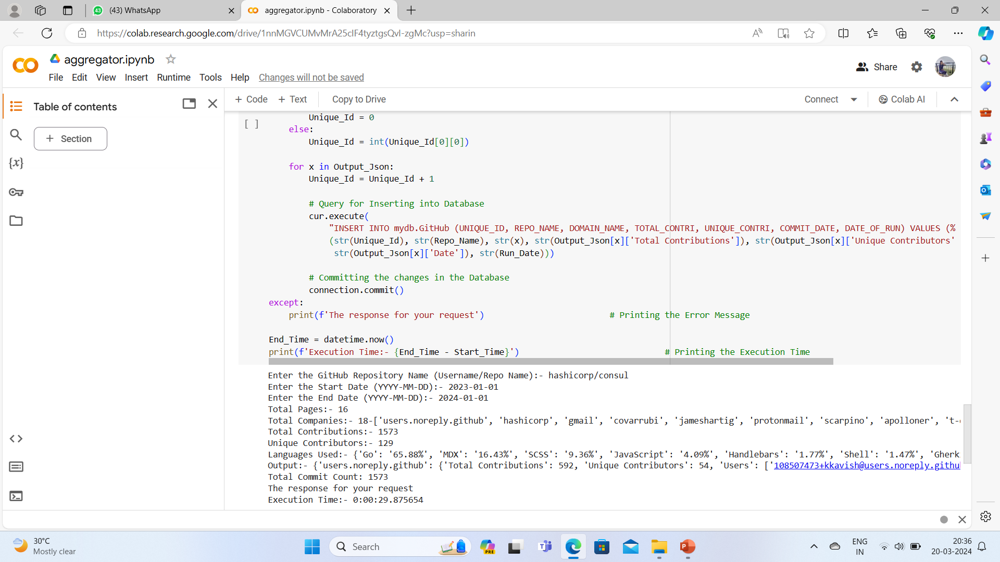 43
(43) WhatsApp
aggregator.ipynb - Colaboratory
https://colab.research.google.com/drive/1nnMGVCUMvMrA25cIF4tyztgsQvI-zgMc?usp=sharin
aggregator.ipynb
File Edit View Insert Runtime Tools Help Changes will not be saved
Share
Table of contents
+ Code + Text Copy to Drive
Connect
Colab AI
+ Section
[ ]
Unique_Id = 0
else:
Unique_Id = int(Unique_Id[0][0])
{x}
for x in Output_Json:
Unique_Id = Unique_Id + 1
# Query for Inserting into Database
cur.execute(
"INSERT INTO mydb.GitHub (UNIQUE_ID, REPO_NAME, DOMAIN_NAME, TOTAL_CONTRI, UNIQUE_CONTRI, COMMIT_DATE, DATE_OF_RUN) VALUES (%
(str(Unique_Id), str(Repo_Name), str(x), str(Output_Json[x]['Total Contributions']), str(Output_Json[x]['Unique Contributors'
str(Output_Json[x]['Date']), str(Run_Date)))
# Committing the changes in the Database
connection.commit()
except:
print(f'The response for your request') # Printing the Error Message
End_Time = datetime.now()
print(f'Execution Time:- {End_Time - Start_Time}') # Printing the Execution Time
Enter the GitHub Repository Name (Username/Repo Name):- hashicorp/consul
Enter the Start Date (YYYY-MM-DD):- 2023-01-01
Enter the End Date (YYYY-MM-DD):- 2024-01-01
Total Pages:- 16
Total Companies:- 18-['users.noreply.github', 'hashicorp', 'gmail', 'covarrubi', 'jameshartig', 'protonmail', 'scarpino', 'apolloner', 't-
Total Contributions:- 1573
Unique Contributors:- 129
Languages Used:- {'Go': '65.88%', 'MDX': '16.43%', 'SCSS': '9.36%', 'JavaScript': '4.09%', 'Handlebars': '1.77%', 'Shell': '1.47%', 'Gherk
Output:- {'users.noreply.github': {'Total Contributions': 592, 'Unique Contributors': 54, 'Users': ['108507473+kkavish@users.noreply.githu
Total Commit Count: 1573
The response for your request
Execution Time:- 0:00:29.875654
30°C
Mostly clear
Search
PRE
ENG
IN
20:36
20-03-2024